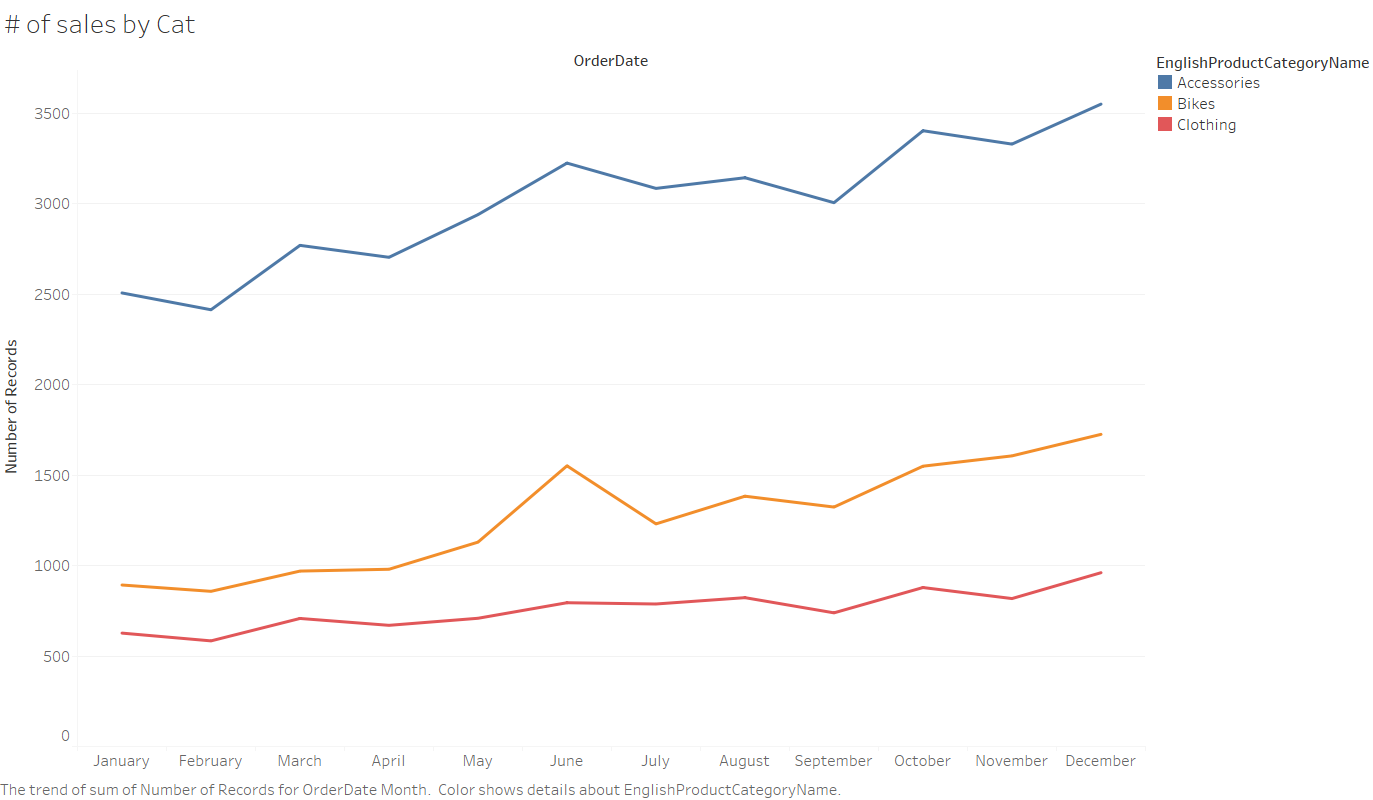 # of sales by Cat
OrderDate
EnglishProductCategoryName
Accessories
Bikes
Clothing
Number of Records
3500
3000
2500
2000
1500
1000
500
0
January February March April May June July August September October November December
The trend of sum of Number of Records for OrderDate Month. Color shows details about EnglishProductCategoryName.